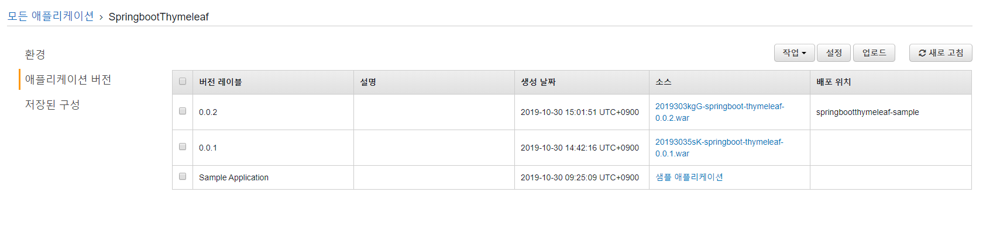 모든 애플리케이션 › SpringbootThymeleaf
환경
애플리케이션 버전
저장된 구성
작업 설정 업로드 새로 고침
버전 레이블 설명 생성 날짜 소스 배포 위치
0.0.2 2019-10-30 15:01:51 UTC+0900 2019303kgG-springboot-thymeleaf-
0.0.2.war
springbootthymeleaf-sample
0.0.1 2019-10-30 14:42:16 UTC+0900 20193035sK-springboot-thymeleaf-
0.0.1.war
Sample Application 2019-10-30 09:25:09 UTC+0900 샘플 애플리케이션